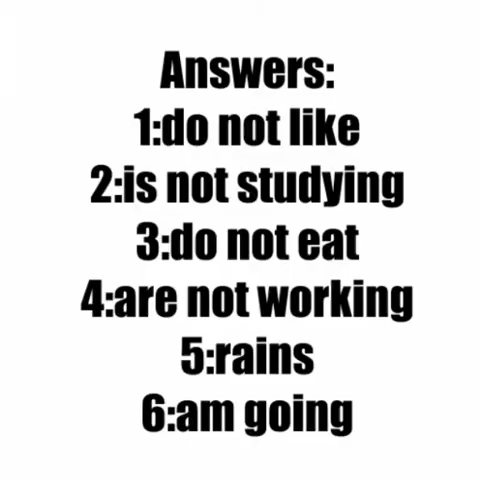 Answers:
1:do not like
2:is not studying
3:do not eat
4:are not working
5:rains
6:am going